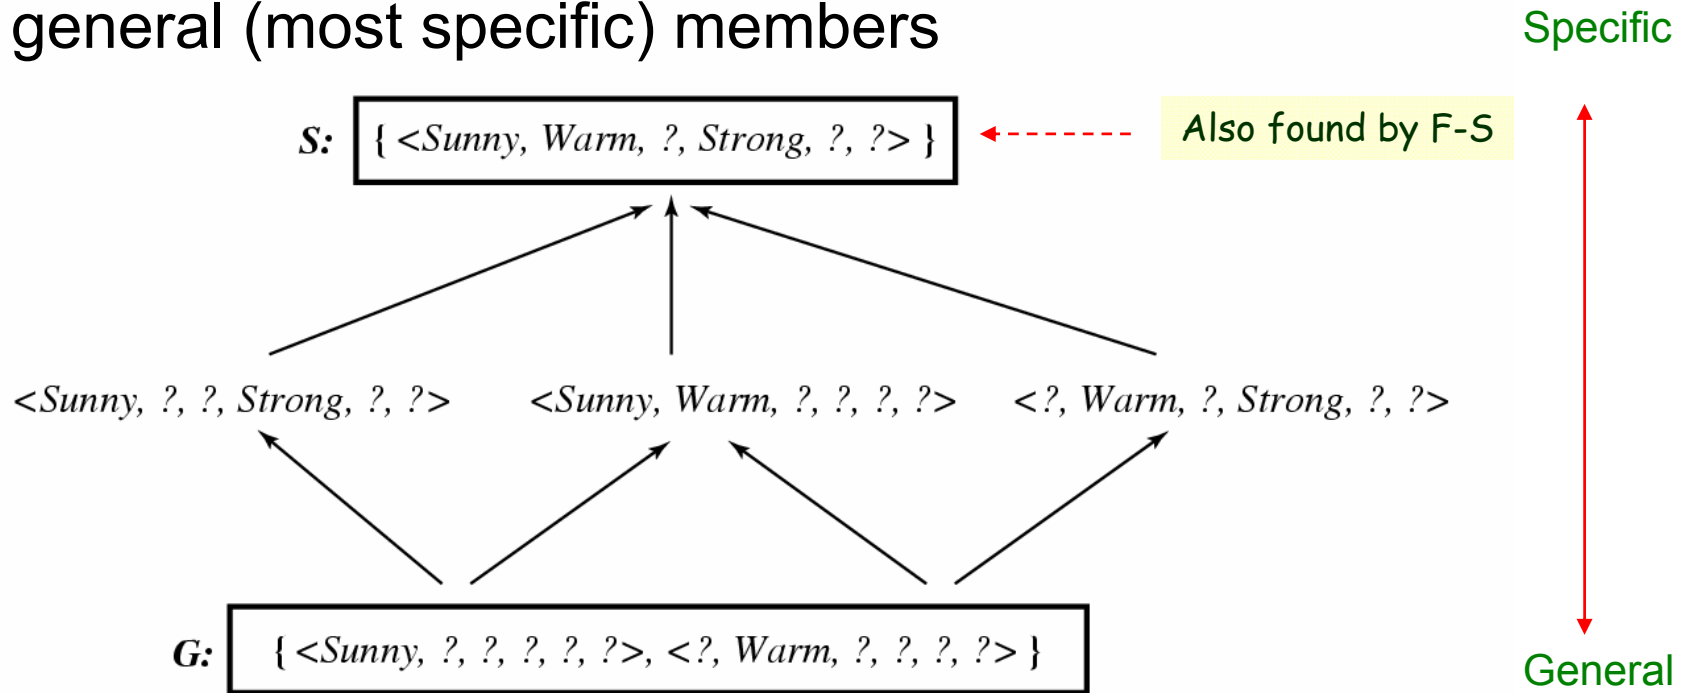 general (most specific) members
Specific
S: { <Sunny, Warm, ?, Strong, ?, ?> }
Also found by F-S
<Sunny, ?, ?, Strong, ?, ?>
<Sunny, Warm, ?, ?, ?, ?>
<?, Warm, ?, Strong, ?, ?>
G: { <Sunny, ?, ?, ?, ?, ?>, <?, Warm, ?, ?, ?, ?> }
General